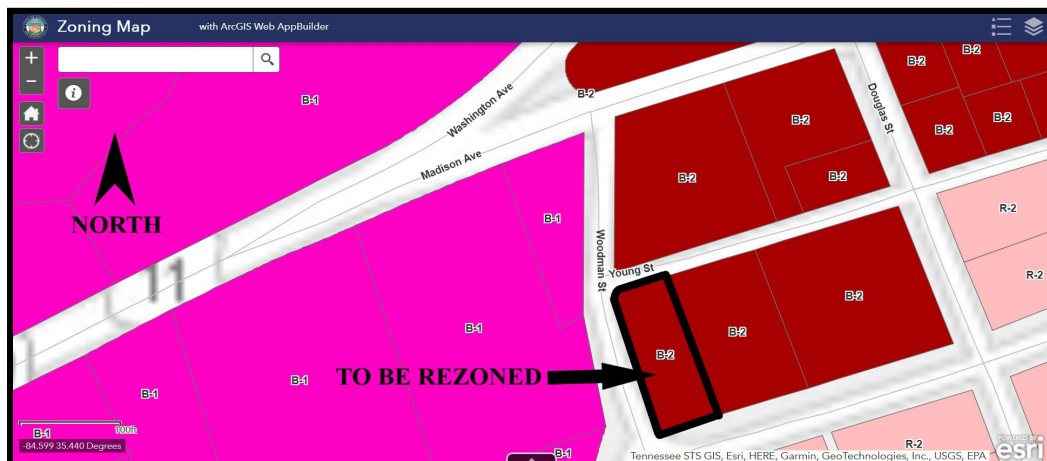 Zoning Map with ArcGIS Web AppBuilder
+
−
i
NORTH
B-1
B-2
B-2
B-2
B-2
B-2
B-2
B-2
B-2
Washington Ave
Madison Ave
Douglas St
B-2
B-2
B-1
Woodman St
Young St
R-2
R-2
11
B-1
B-2
B-2
B-2
TO BE REZONED
B-1
B-1
B-1
B-1
R-2
100ft
-84.599 35.440 Degrees
Tennessee STS GIS, Esri, HERE, Garmin, GeoTechnologies, Inc., USGS, EPA
POWERED BY
esri